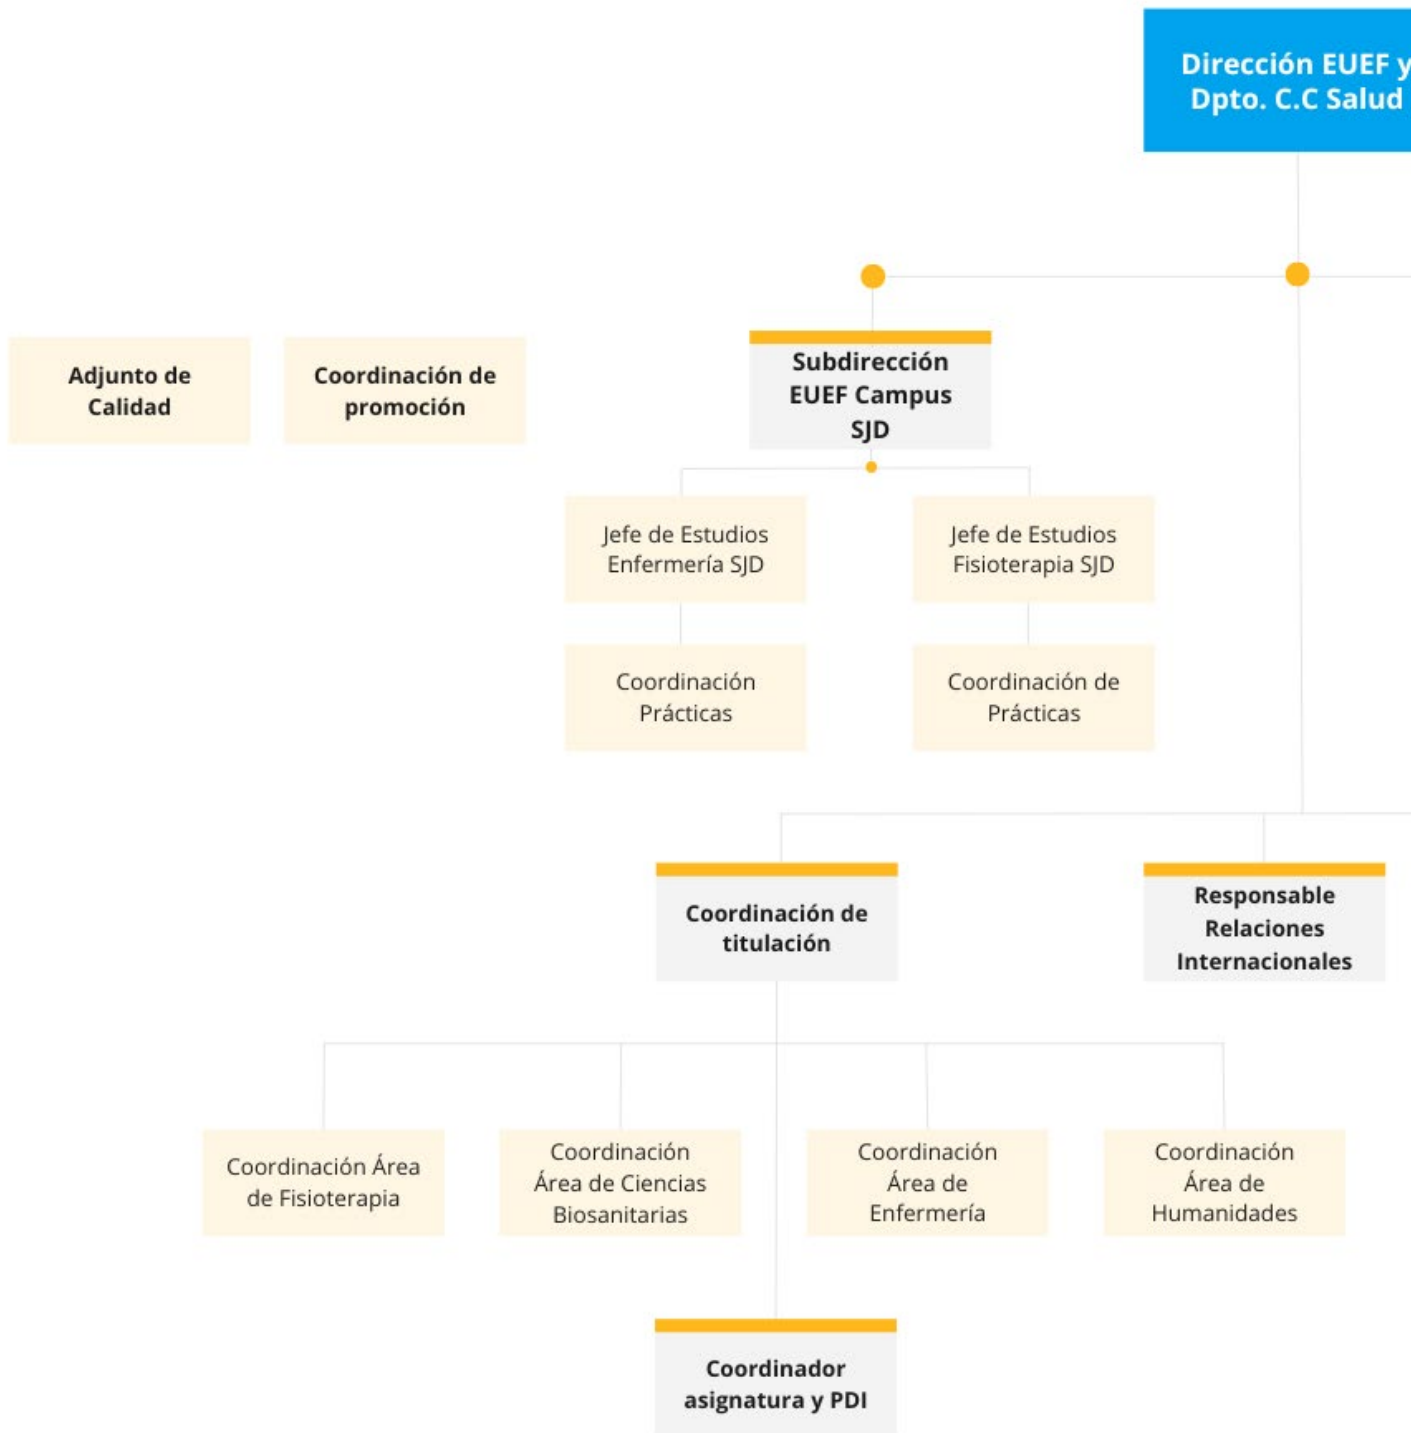 Dirección EUEF y
Dpto. C.C Salud
Adjunto de
Calidad
Coordinación de
promoción
Subdirección
EUEF Campus
SJD
Jefe de Estudios
Enfermería SJD
Jefe de Estudios
Fisioterapia SJD
Coordinación
Prácticas
Coordinación de
Prácticas
Coordinación de
titulación
Responsable
Relaciones
Internacionales
Coordinación Área
de Fisioterapia
Coordinación
Área de Ciencias
Biosanitarias
Coordinación
Área de
Enfermería
Coordinación
Área de
Humanidades
Coordinador
asignatura y PDI